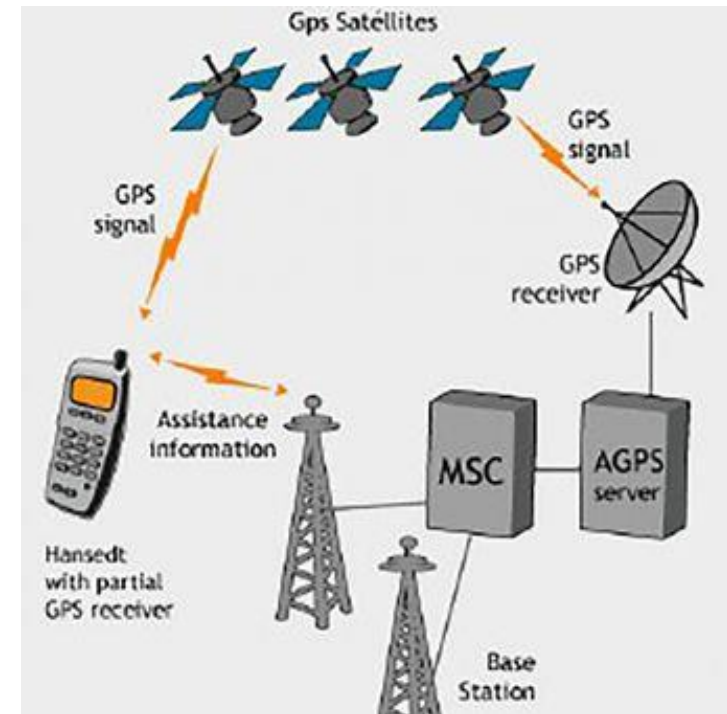 Gps Satéllites
GPS
signal
GPS
signal
GPS
receiver
Assistance
information
MSC
AGPS
server
Hansedt
with partial
GPS receiver
Base
Station